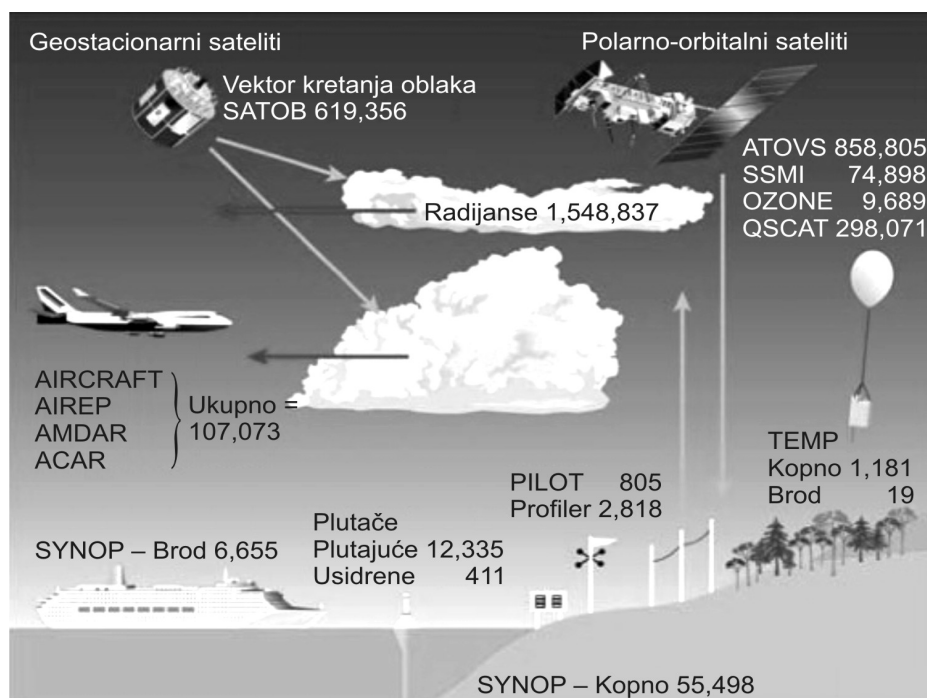 Geostacionarni sateliti
Polarno-orbitalni sateliti
Vektor kretanja oblaka
SATOB 619,356
ATOVS 858,805
SSMI 74,898
OZONE 9,689
QSCAT 298,071
Radijanse 1,548,837
AIRCRAFT
AIREP
AMDAR
ACAR
Ukupno =
107,073
TEMP
Kopno 1,181
Brod 19
PILOT 805
Profiler 2,818
Plutače
Plutajuće 12,335
Usidrene 411
SYNOP – Brod 6,655
SYNOP – Kopno 55,498